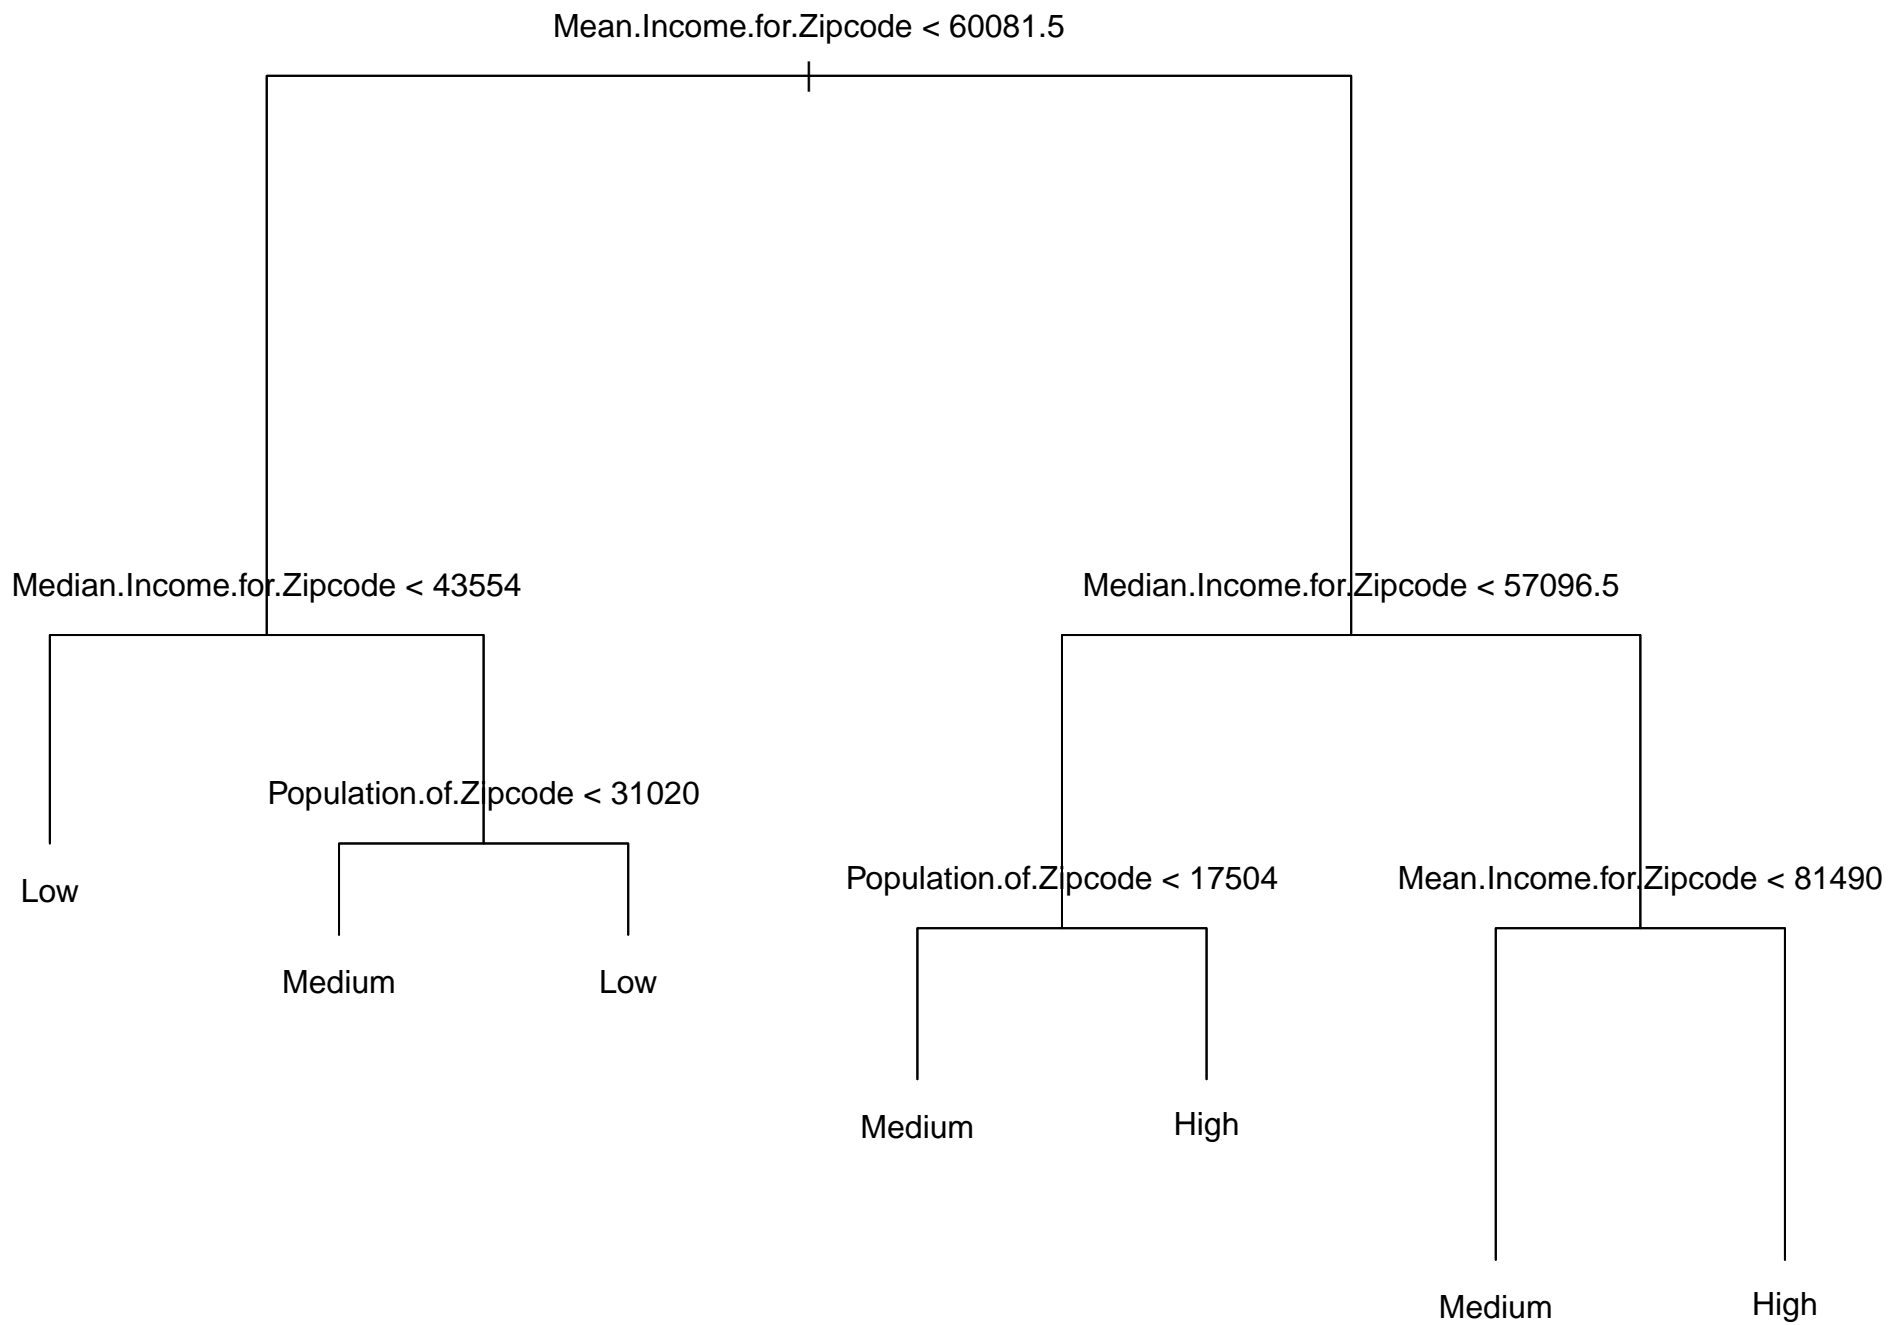 Mean.Income.for.Zipcode < 60081.5
Median.Income.for.Zipcode < 43554
Median.Income.for.Zipcode < 57096.5
Population.of.Zipcode < 31020
Low
Population.of.Zipcode < 17504
Mean.Income.for.Zipcode < 81490
Medium
Low
Medium
High
Medium
High